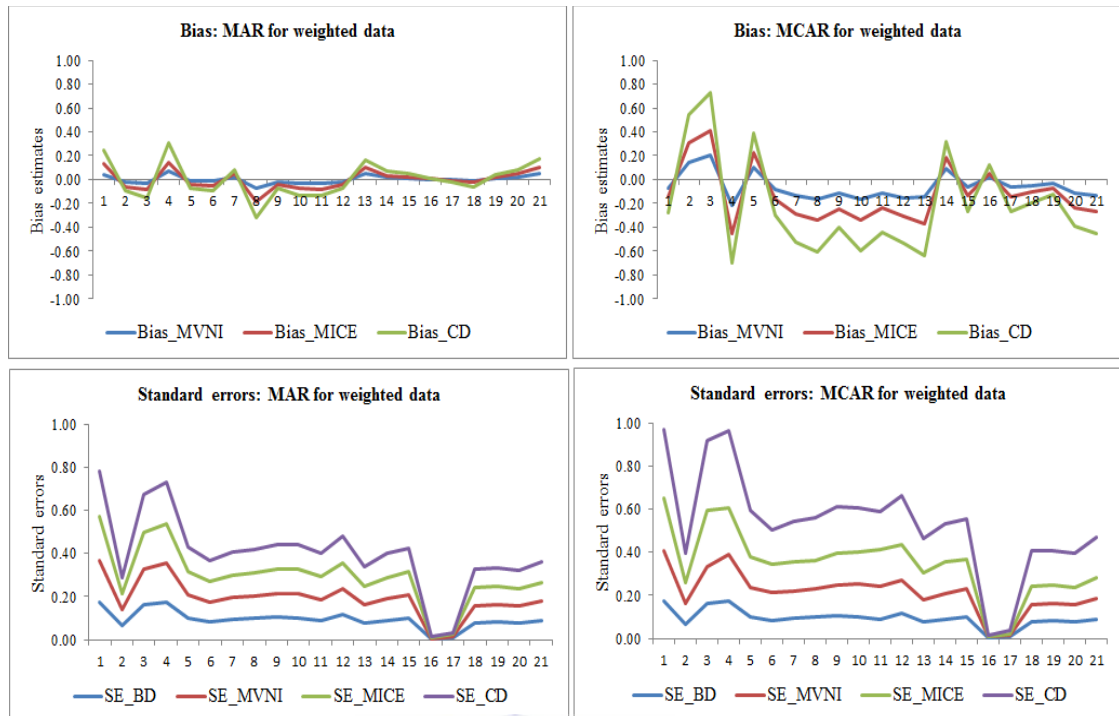 Bias: MAR for weighted data
Bias estimates
1.00
0.80
0.60
0.40
0.20
0.00
-0.20
-0.40
-0.60
-0.80
-1.00
1 2 3 4 5 6 7 8 9 10 11 12 13 14 15 16 17 18 19 20 21
Bias_MVNI Bias_MICE Bias_CD
Bias: MCAR for weighted data
Bias estimates
1.00
0.80
0.60
0.40
0.20
0.00
-0.20
-0.40
-0.60
-0.80
-1.00
1 2 3 4 5 6 7 8 9 10 11 12 13 14 15 16 17 18 19 20 21
Bias_MVNI Bias_MICE Bias_CD
Standard errors: MAR for weighted data
Standard errors
1.00
0.80
0.60
0.40
0.20
0.00
1 2 3 4 5 6 7 8 9 10 11 12 13 14 15 16 17 18 19 20 21
SE_BD SE_MVNI SE_MICE SE_CD
Standard errors: MCAR for weighted data
Standard errors
1.00
0.80
0.60
0.40
0.20
0.00
1 2 3 4 5 6 7 8 9 10 11 12 13 14 15 16 17 18 19 20 21
SE_BD SE_MVNI SE_MICE SE_CD